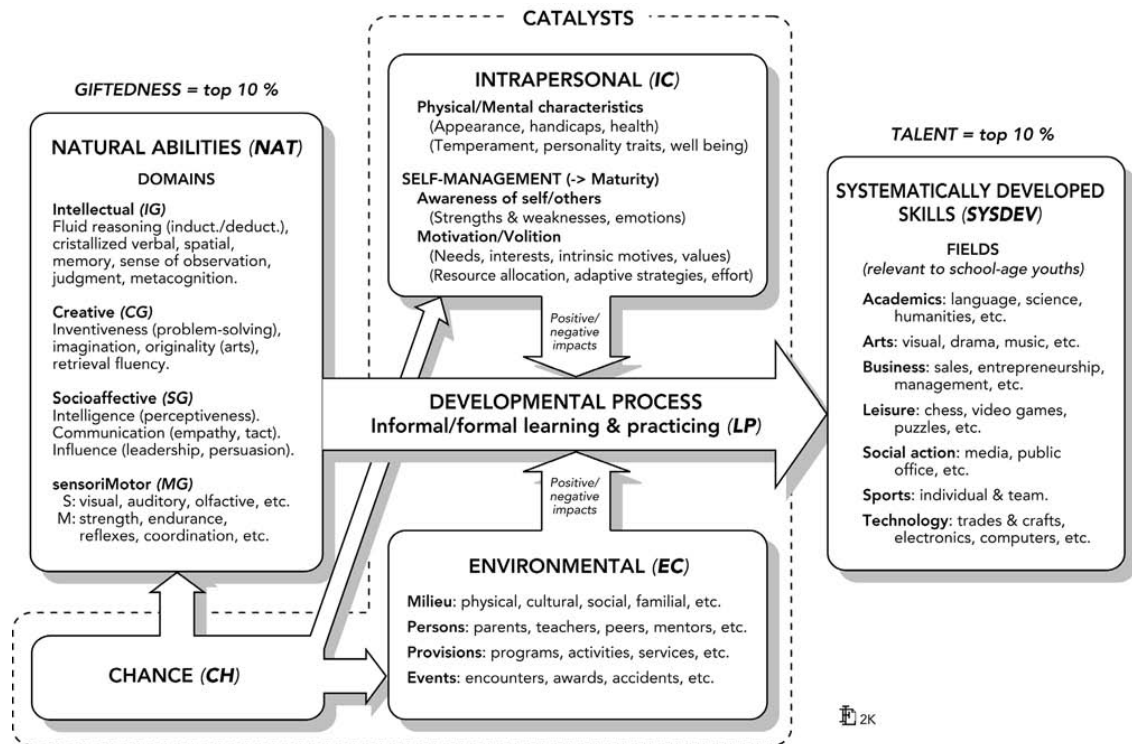 CATALYSTS
GIFTEDNESS = top 10 %
NATURAL ABILITIES (NAT)
DOMAINS
Intellectual (IG)
Fluid reasoning (induct./deduct.),
cristallized verbal, spatial,
memory, sense of observation,
judgment, metacognition.
Creative (CG)
Inventiveness (problem-solving),
imagination, originality (arts),
retrieval fluency.
Socioaffective (SG)
Intelligence (perceptiveness).
Communication (empathy, tact).
Influence (leadership, persuasion).
sensoriMotor (MG)
S: visual, auditory, olfactive, etc.
M: strength, endurance,
reflexes, coordination, etc.
CHANCE (CH)
INTRAPERSONAL (IC)
Physical/Mental characteristics
(Appearance, handicaps, health)
(Temperament, personality traits, well being)
SELF-MANAGEMENT (-> Maturity)
Awareness of self/others
(Strengths & weaknesses, emotions)
Motivation/Volition
(Needs, interests, intrinsic motives, values)
(Resource allocation, adaptive strategies, effort)
Positive/
negative
impacts
DEVELOPMENTAL PROCESS
Informal/formal learning & practicing (LP)
Positive/
negative
impacts
ENVIRONMENTAL (EC)
Milieu: physical, cultural, social, familial, etc.
Persons: parents, teachers, peers, mentors, etc.
Provisions: programs, activities, services, etc.
Events: encounters, awards, accidents, etc.
TALENT = top 10 %
SYSTEMATICALLY DEVELOPED
SKILLS (SYSDEV)
FIELDS
(relevant to school-age youths)
Academics: language, science,
humanities, etc.
Arts: visual, drama, music, etc.
Business: sales, entrepreneurship,
management, etc.
Leisure: chess, video games,
puzzles, etc.
Social action: media, public
office, etc.
Sports: individual & team.
Technology: trades & crafts,
electronics, computers, etc.
2K